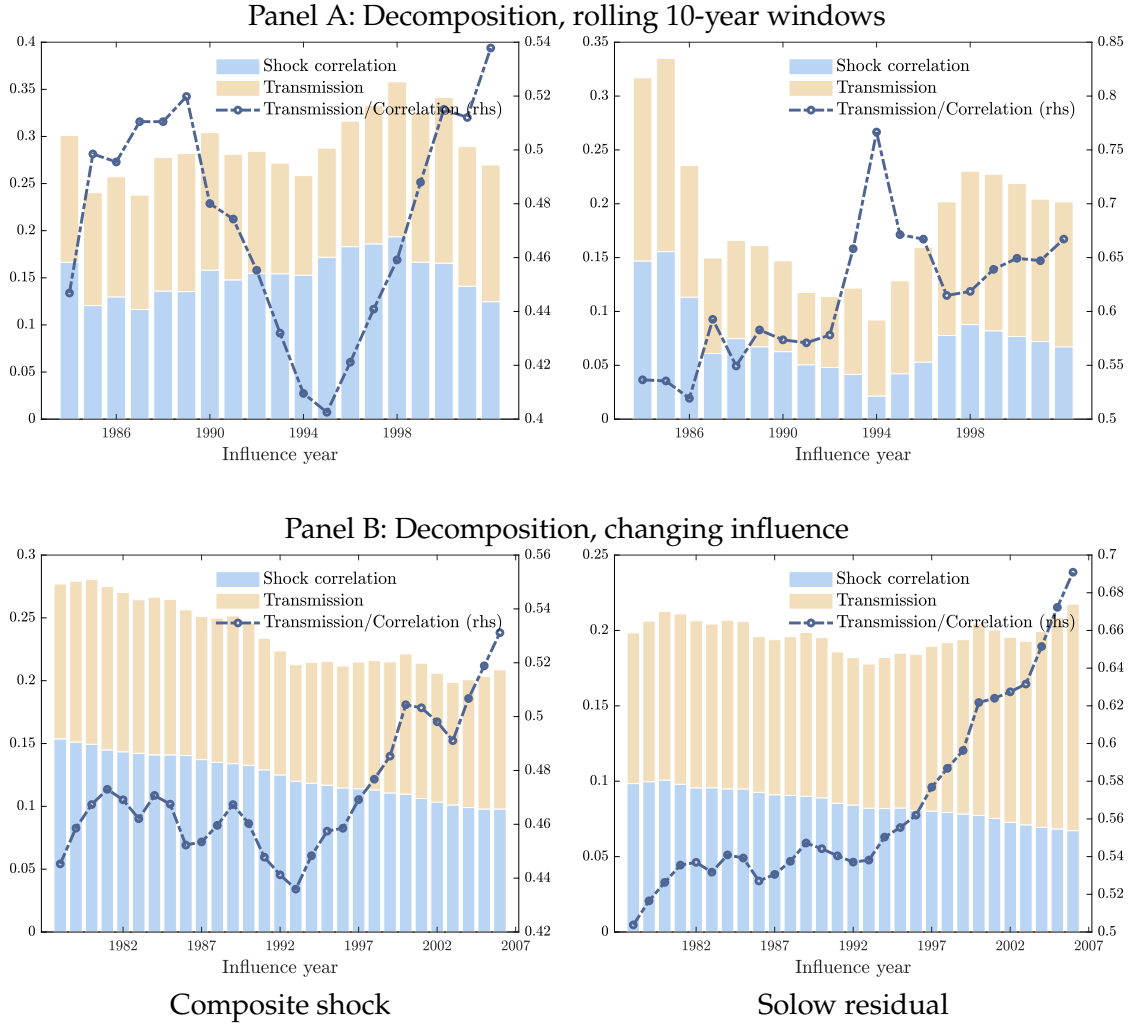 Panel A: Decomposition, rolling 10-year windows
0.4
0.35
0.3
0.25
0.2
0.15
0.1
0.05
0
0.54
0.52
0.5
0.48
0.46
0.44
0.42
0.4
Shock correlation
Transmission
Transmission/Correlation (rhs)
1986 1990 1994 1998
Influence year
0.35
0.3
0.25
0.2
0.15
0.1
0.05
0
0.85
0.8
0.75
0.7
0.65
0.6
0.55
0.5
Shock correlation
Transmission
Transmission/Correlation (rhs)
1986 1990 1994 1998
Influence year
Panel B: Decomposition, changing influence
0.3
0.25
0.2
0.15
0.1
0.05
0
0.56
0.54
0.52
0.5
0.48
0.46
0.44
0.42
Shock correlation
Transmission
Transmission/Correlation (rhs)
1982 1987 1992 1997 2002 2007
Influence year
0.25
0.2
0.15
0.1
0.05
0
0.7
0.68
0.66
0.64
0.62
0.6
0.58
0.56
0.54
0.52
0.5
Shock correlation
Transmission
Transmission/Correlation (rhs)
1982 1987 1992 1997 2002 2007
Influence year
Composite shock
Solow residual